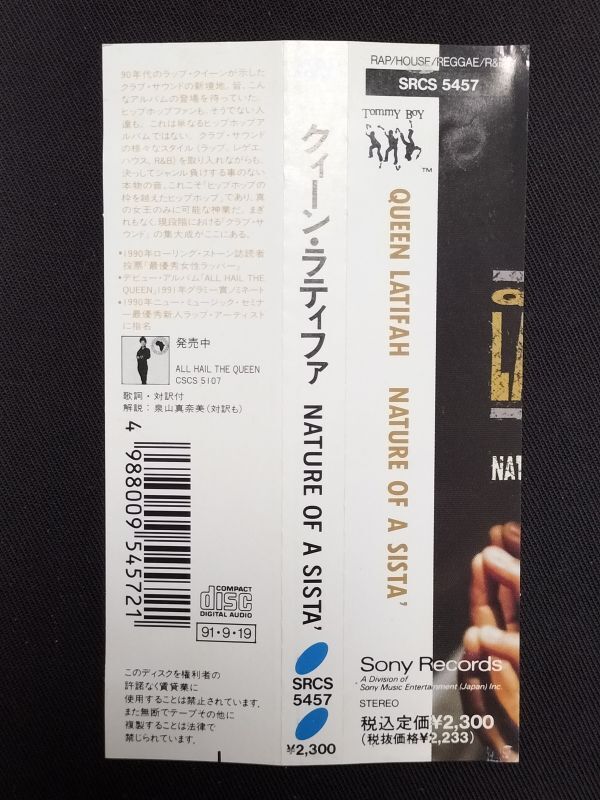 90年代のラップ・クイーンが示した
クラブ・サウンドの新境地。皆、こん
なアルバムの登場を待っていた。
ヒップホップファンも、そうでない人
達も。これは単なるヒップホップア
ルバムではない。クラブ・サウンド
の様々なスタイル(ラップ、レゲエ、
ハウス、R&B)を取り入れながらも、
決っしてジャンル負けする事のない
本物の音。これこそ「ヒップホップの
枠を越えたヒップホップ」であり、真
の女王のみに可能な神業だ。まぎ
れもなく、現段階における「クラブ・サ
ウンド」の集大成がここにある。
•1990年ローリング・ストーン誌読者
投票「最優秀女性ラッパー」
•デビュー・アルバム「ALL HAIL THE
QUEEN」1991年グラミー賞ノミネート
•1990年ニュー・ミュージック・セミナ
ー最優秀新人ラップ・アーティスト
に指名
発売中
ALL HAIL THE QUEEN
CSCS 5107
歌詞・対訳付
解説：泉山真奈美(対訳も)
4 988009 545721
COMPACT
disc
DIGITAL AUDIO
91・9・19
このディスクを権利者の
許諾なく賃貸業に
使用することは禁止されています。
また無断でテープその他に
複製することは法律で
禁じられています。
クィーン・ラティファ NATURE OF A SISTA'
SRCS
5457
¥2,300
RAP/HOUSE/REGGAE/R&B
SRCS 5457
Tommy Boy
TM
QUEEN LATIFAH NATURE OF A SISTA'
Sony Records
A Division of
Sony Music Entertainment (Japan) Inc.
STEREO
税込定価¥2,300
(税抜価格¥2,233)
NAT